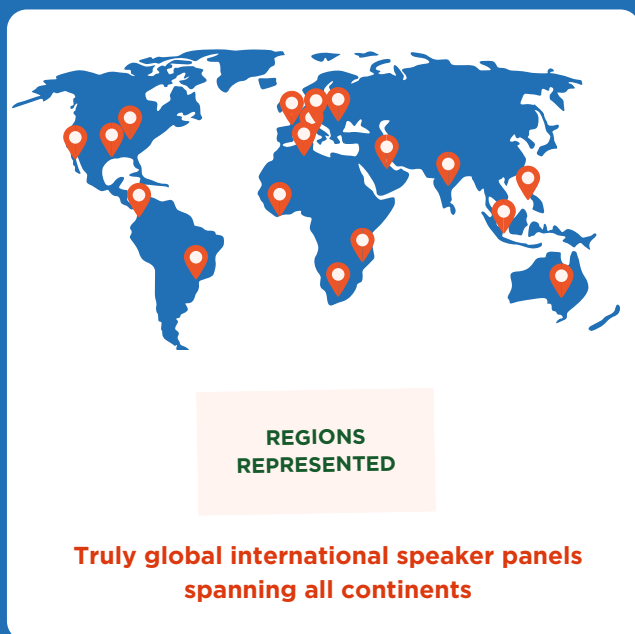 REGIONS
REPRESENTED
Truly global international speaker panels
spanning all continents